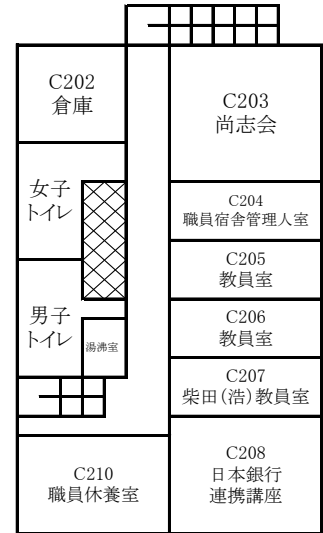 C202
倉庫
C203
尚志会
女子
トイレ
C204
職員宿舎管理人室
C205
教員室
C206
教員室
男子
トイレ
湯沸室
C207
柴田(浩)教員室
C208
日本銀行
連携講座
C210
職員休養室